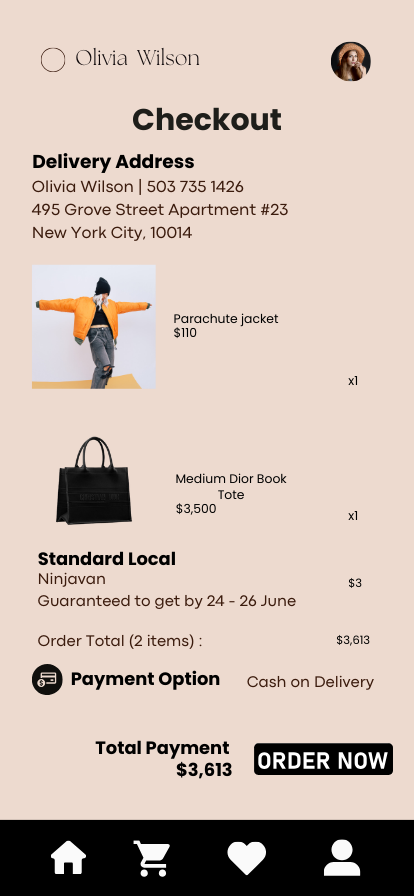 Olivia Wilson
Checkout
Delivery Address
Olivia Wilson | 503 735 1426
495 Grove Street Apartment #23
New York City, 10014
Parachute jacket
$110
x1
Medium Dior Book
Tote
$3,500
x1
Standard Local
Ninjavan
$3
Guaranteed to get by 24 - 26 June
Order Total (2 items) :
$3,613
Payment Option
Cash on Delivery
Total Payment
$3,613
ORDER NOW